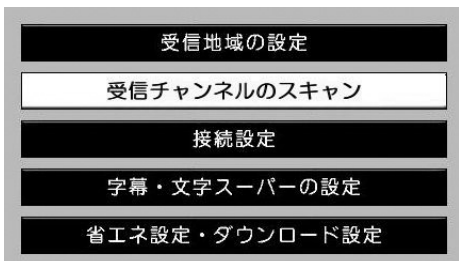 受信地域の設定
受信チャンネルのスキャン
接続設定
字幕・文字スーパーの設定
省エネ設定・ダウンロード設定